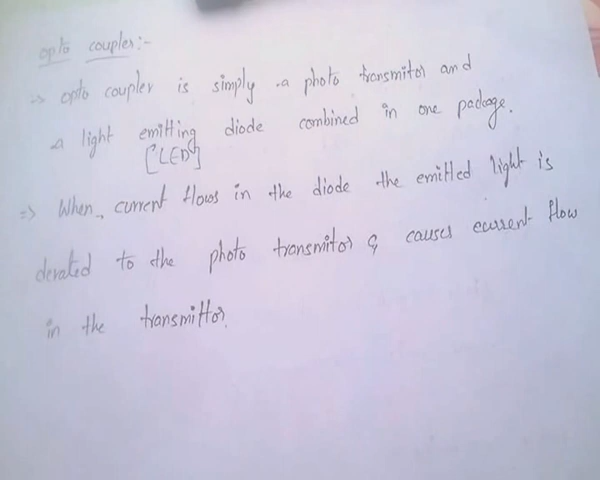 opto coupler:-
-> opto coupler is simply a photo transmitor and
a light emitting diode combined in one package.
[LED]
=> When, current flows in the diode the emitted light is
derated to the photo transmitor & causes current flow
in the transmittor.